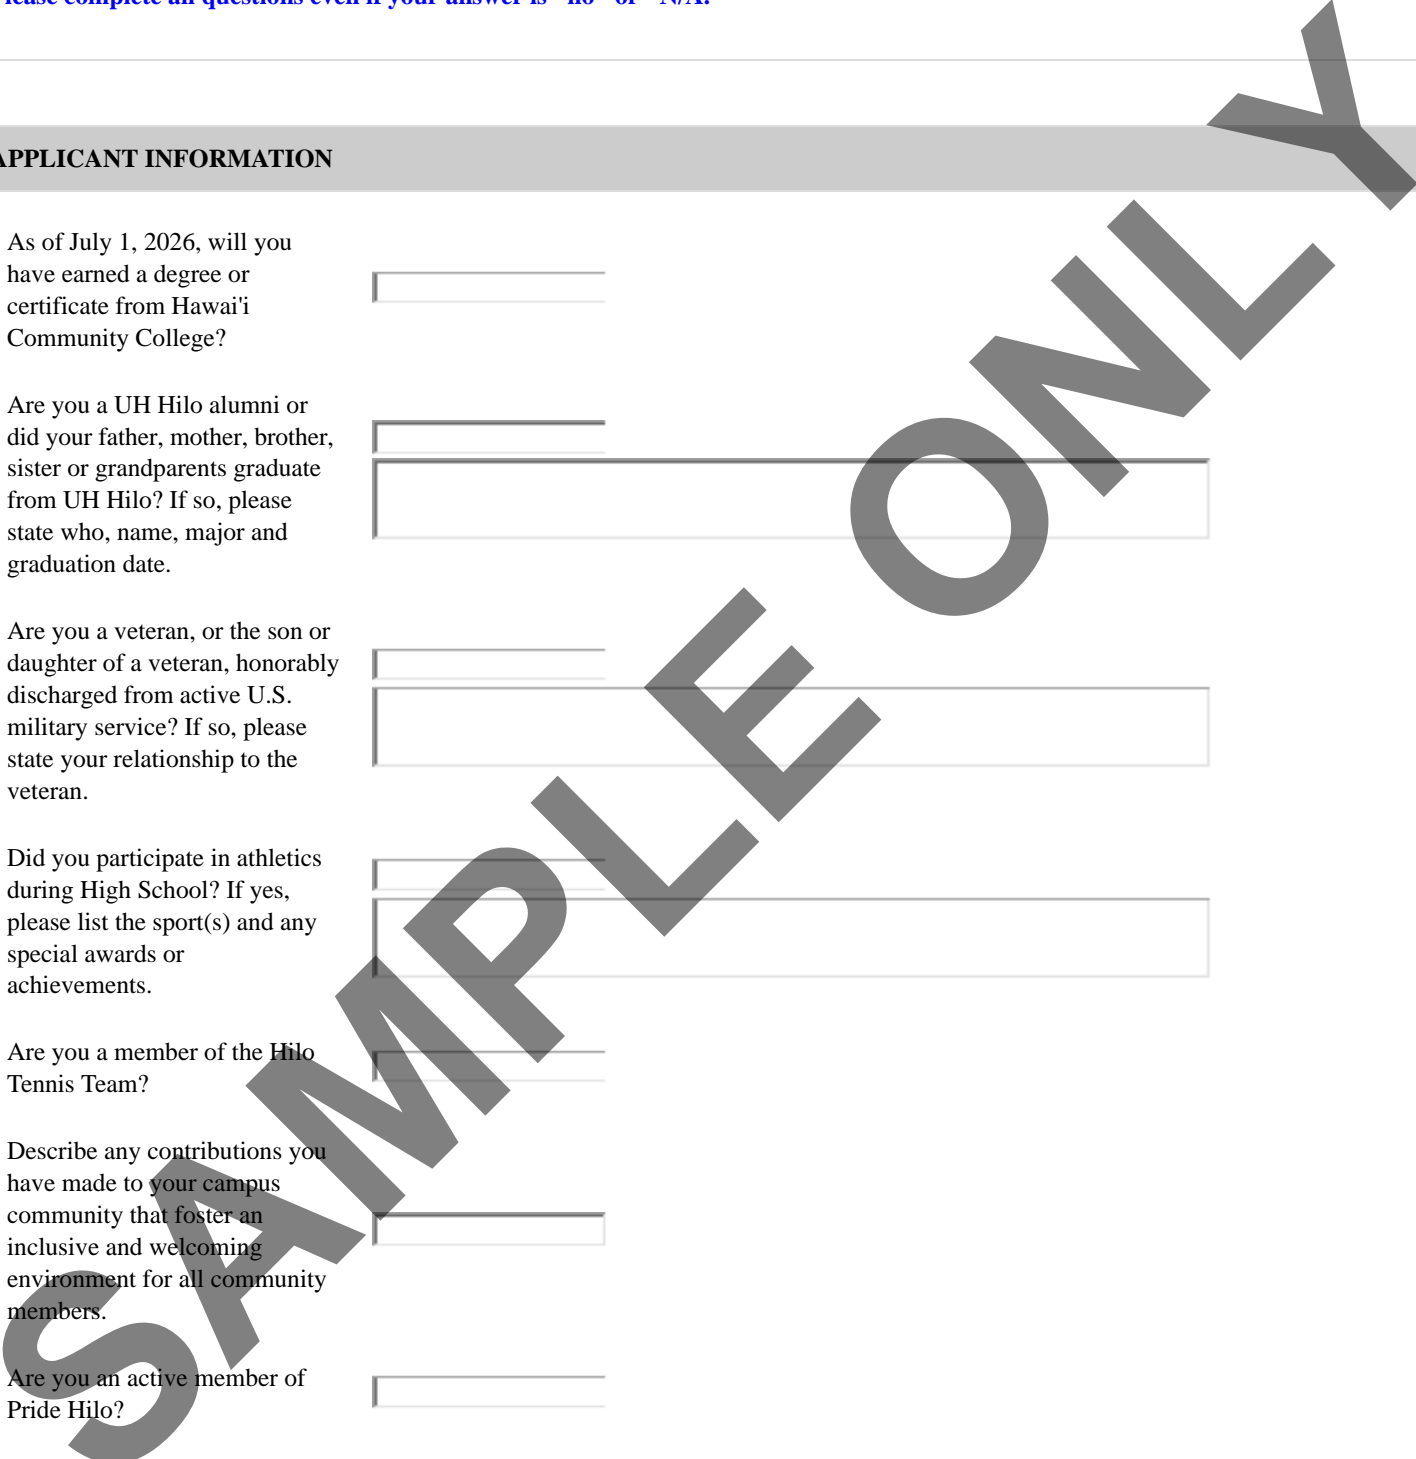 lease complete all questions even if your answer is "no" or "N/A."
APPLICANT INFORMATION
As of July 1, 2026, will you
have earned a degree or
certificate from Hawai'i
Community College?
Are you a UH Hilo alumni or
did your father, mother, brother,
sister or grandparents graduate
from UH Hilo? If so, please
state who, name, major and
graduation date.
Are you a veteran, or the son or
daughter of a veteran, honorably
discharged from active U.S.
military service? If so, please
state your relationship to the
veteran.
Did you participate in athletics
during High School? If yes,
please list the sport(s) and any
special awards or
achievements.
Are you a member of the Hilo
Tennis Team?
Describe any contributions you
have made to your campus
community that foster an
inclusive and welcoming
environment for all community
members.
Are you an active member of
Pride Hilo?
SAMPLE ONLY